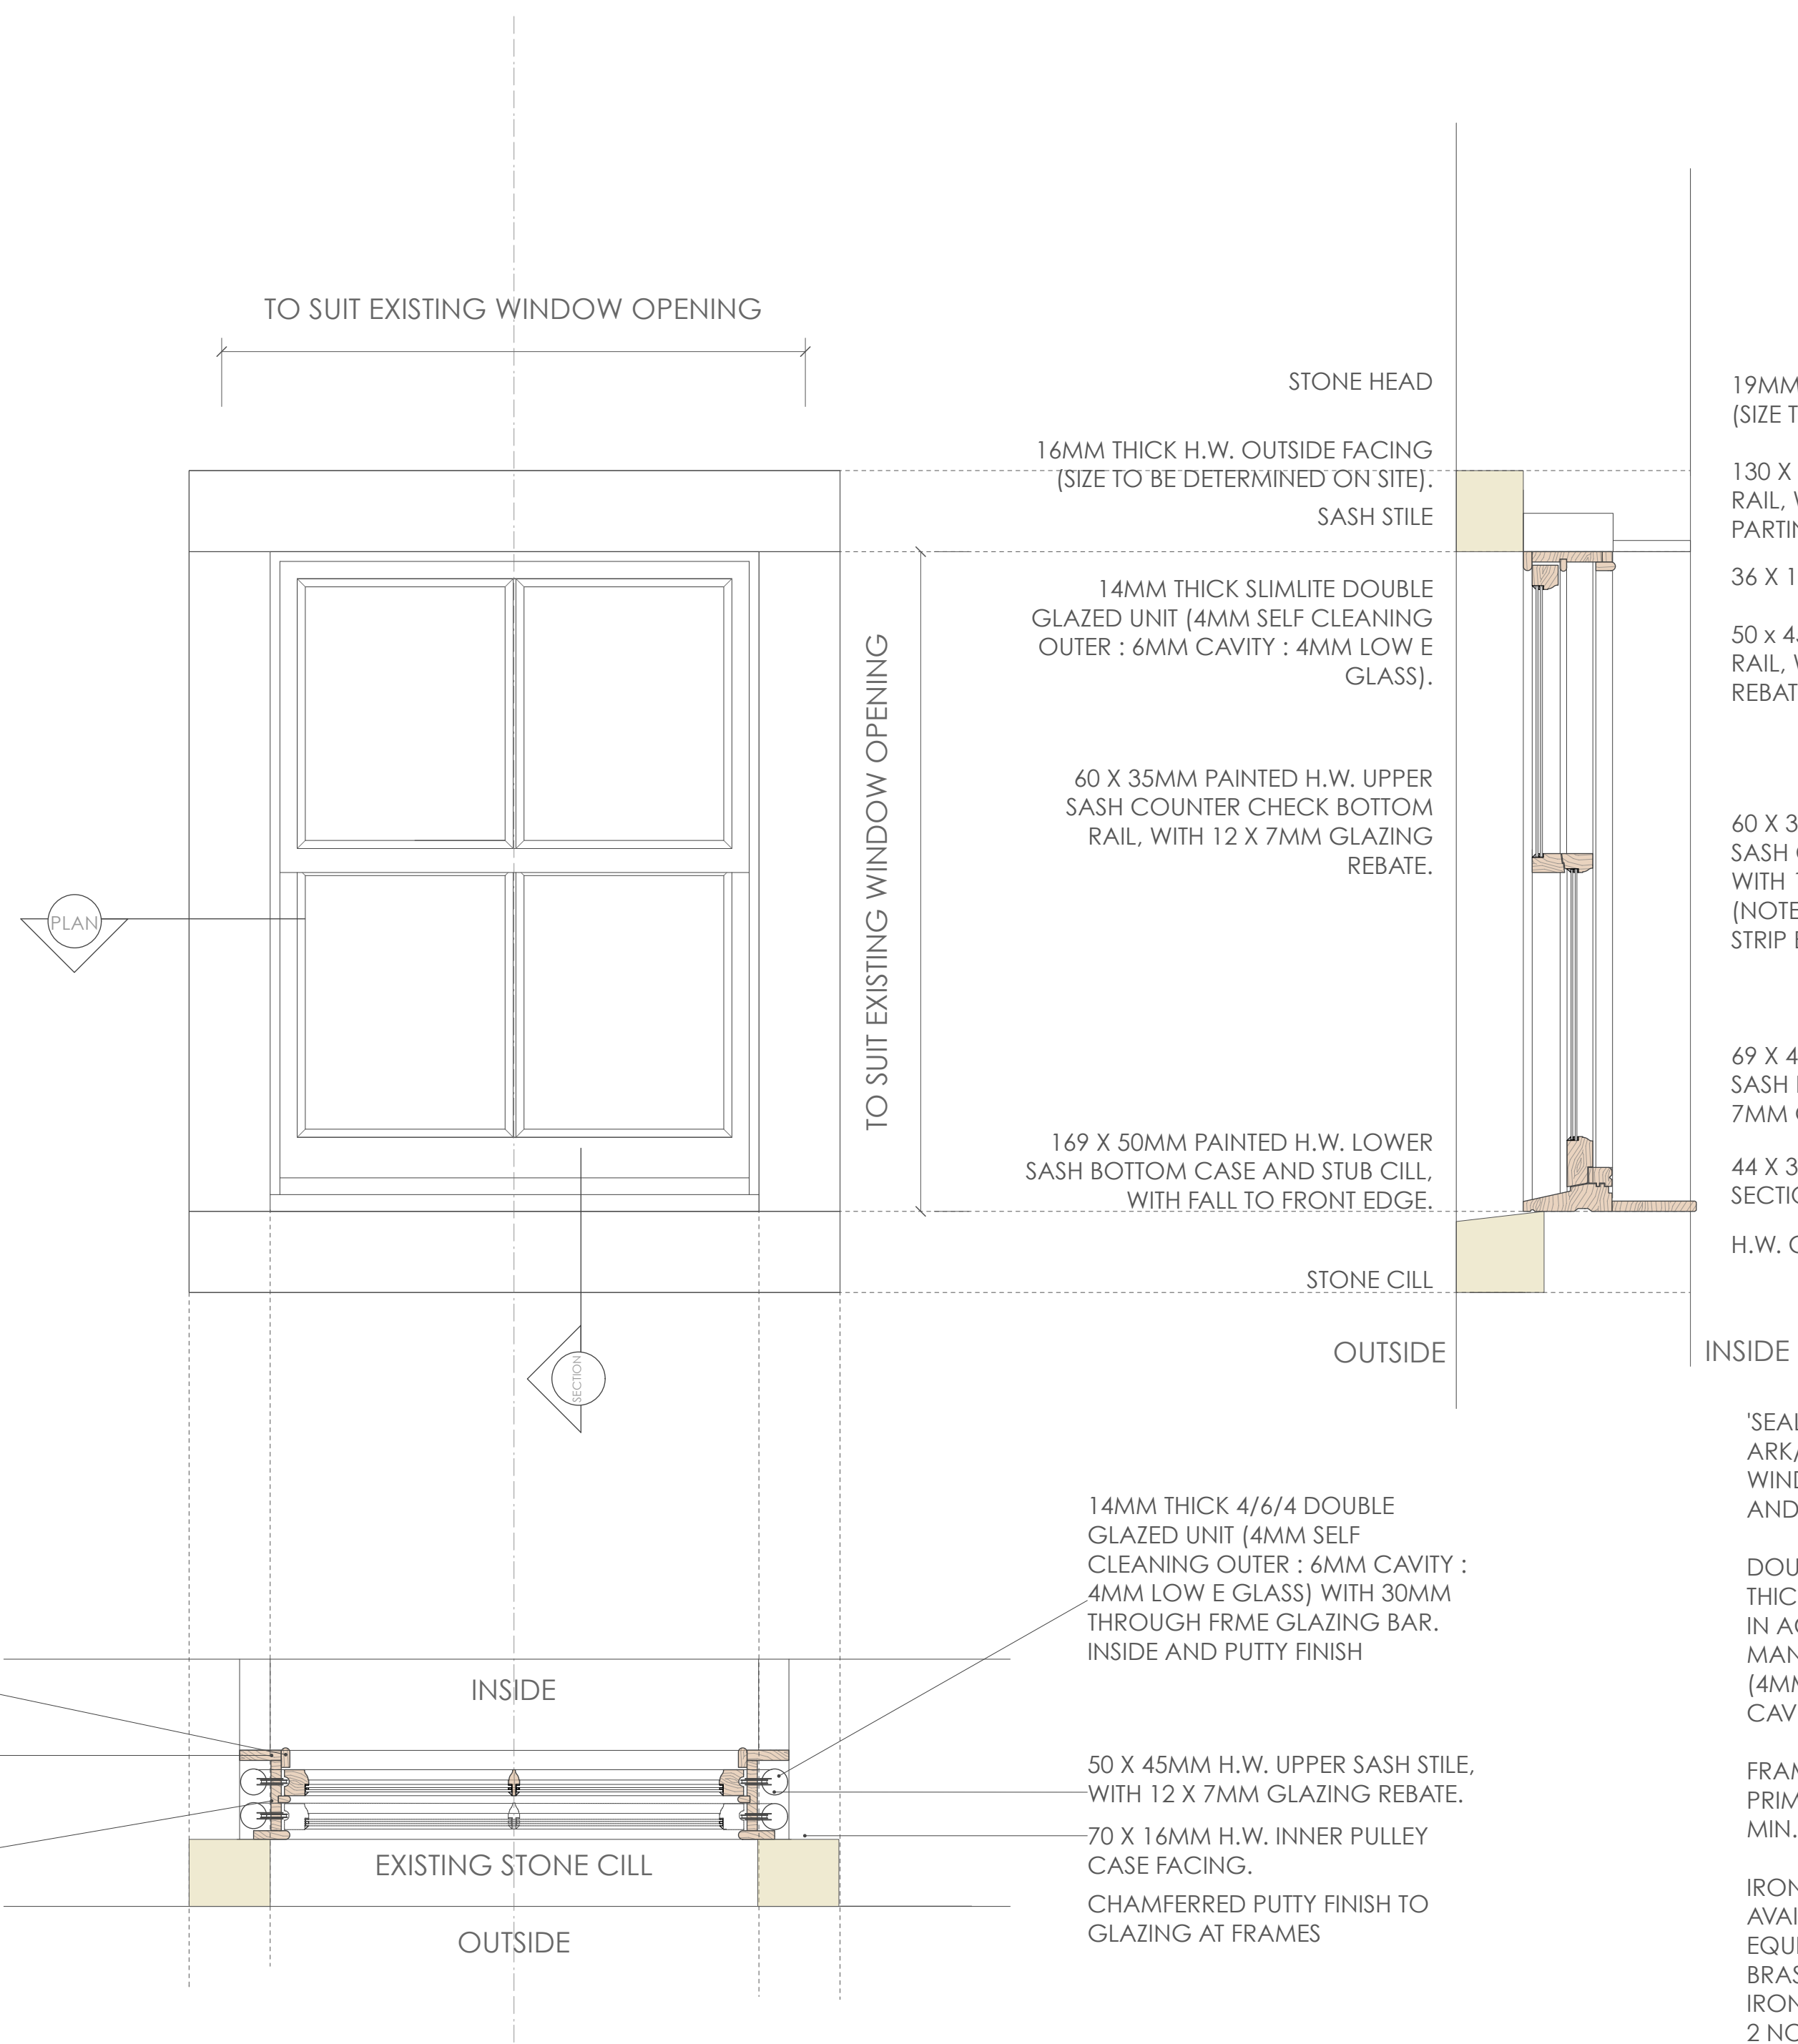 TO SUIT EXISTING WINDOW OPENING
STONE HEAD
16MM THICK H.W. OUTSIDE FACING
(SIZE TO BE DETERMINED ON SITE).
SASH STILE
14MM THICK SLIMLITE DOUBLE
GLAZED UNIT (4MM SELF CLEANING
OUTER : 6MM CAVITY : 4MM LOW E
GLASS).
60 X 35MM PAINTED H.W. UPPER
SASH COUNTER CHECK BOTTOM
RAIL, WITH 12 X 7MM GLAZING
REBATE.
169 X 50MM PAINTED H.W. LOWER
SASH BOTTOM CASE AND STUB CILL,
WITH FALL TO FRONT EDGE.
STONE CILL
TO SUIT EXISTING WINDOW OPENING
PLAN
SECTION
OUTSIDE
INSIDE
19MM
(SIZE T
130 X
RAIL, W
PARTIN
36 X 1
50 x 4
RAIL, W
REBAT
60 X 3
SASH
WITH 1
(NOTE
STRIP
69 X 4
SASH
7MM
44 X 3
SECTIO
H.W.
14MM THICK 4/6/4 DOUBLE
GLAZED UNIT (4MM SELF
CLEANING OUTER : 6MM CAVITY :
4MM LOW E GLASS) WITH 30MM
THROUGH FRME GLAZING BAR.
INSIDE AND PUTTY FINISH
50 X 45MM H.W. UPPER SASH STILE,
WITH 12 X 7MM GLAZING REBATE.
70 X 16MM H.W. INNER PULLEY
CASE FACING.
CHAMFERRED PUTTY FINISH TO
GLAZING AT FRAMES
INSIDE
EXISTING STONE CILL
OUTSIDE
'SEAL
ARK/
WIND
AND
DOU
THIC
IN AC
MAN
(4MM
CAV
FRAM
PRIM
MIN.
IRON
AVAI
EQUI
BRAS
IRON
2 NO